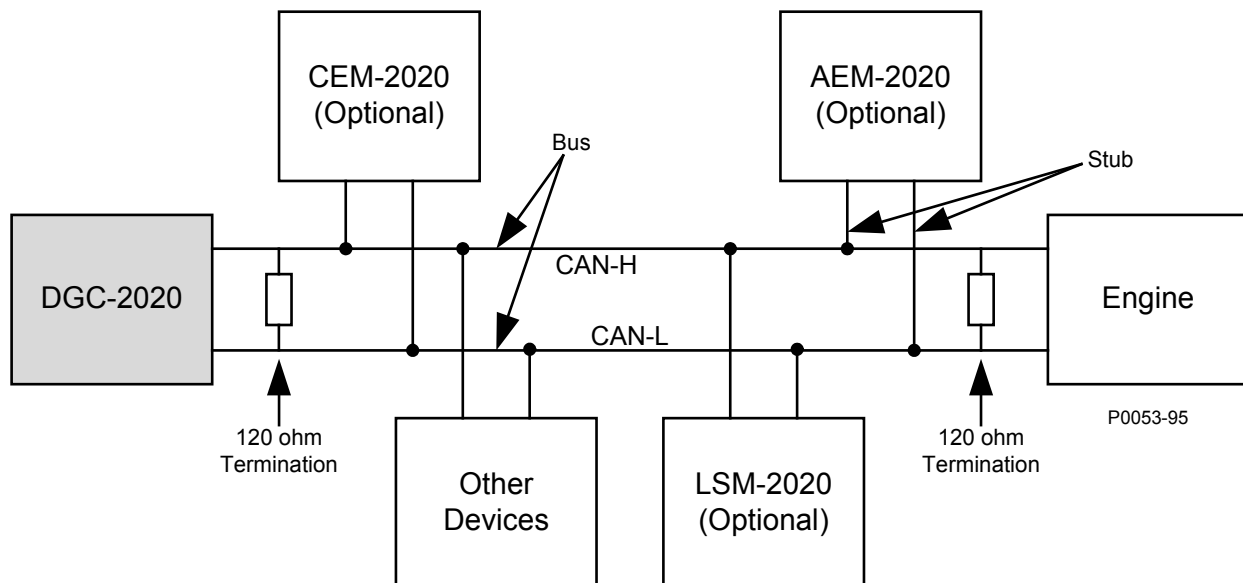 CEM-2020
(Optional)
AEM-2020
(Optional)
Bus
Stub
DGC-2020
CAN-H
Engine
CAN-L
P0053-95
120 ohm
Termination
Other
Devices
LSM-2020
(Optional)
120 ohm
Termination